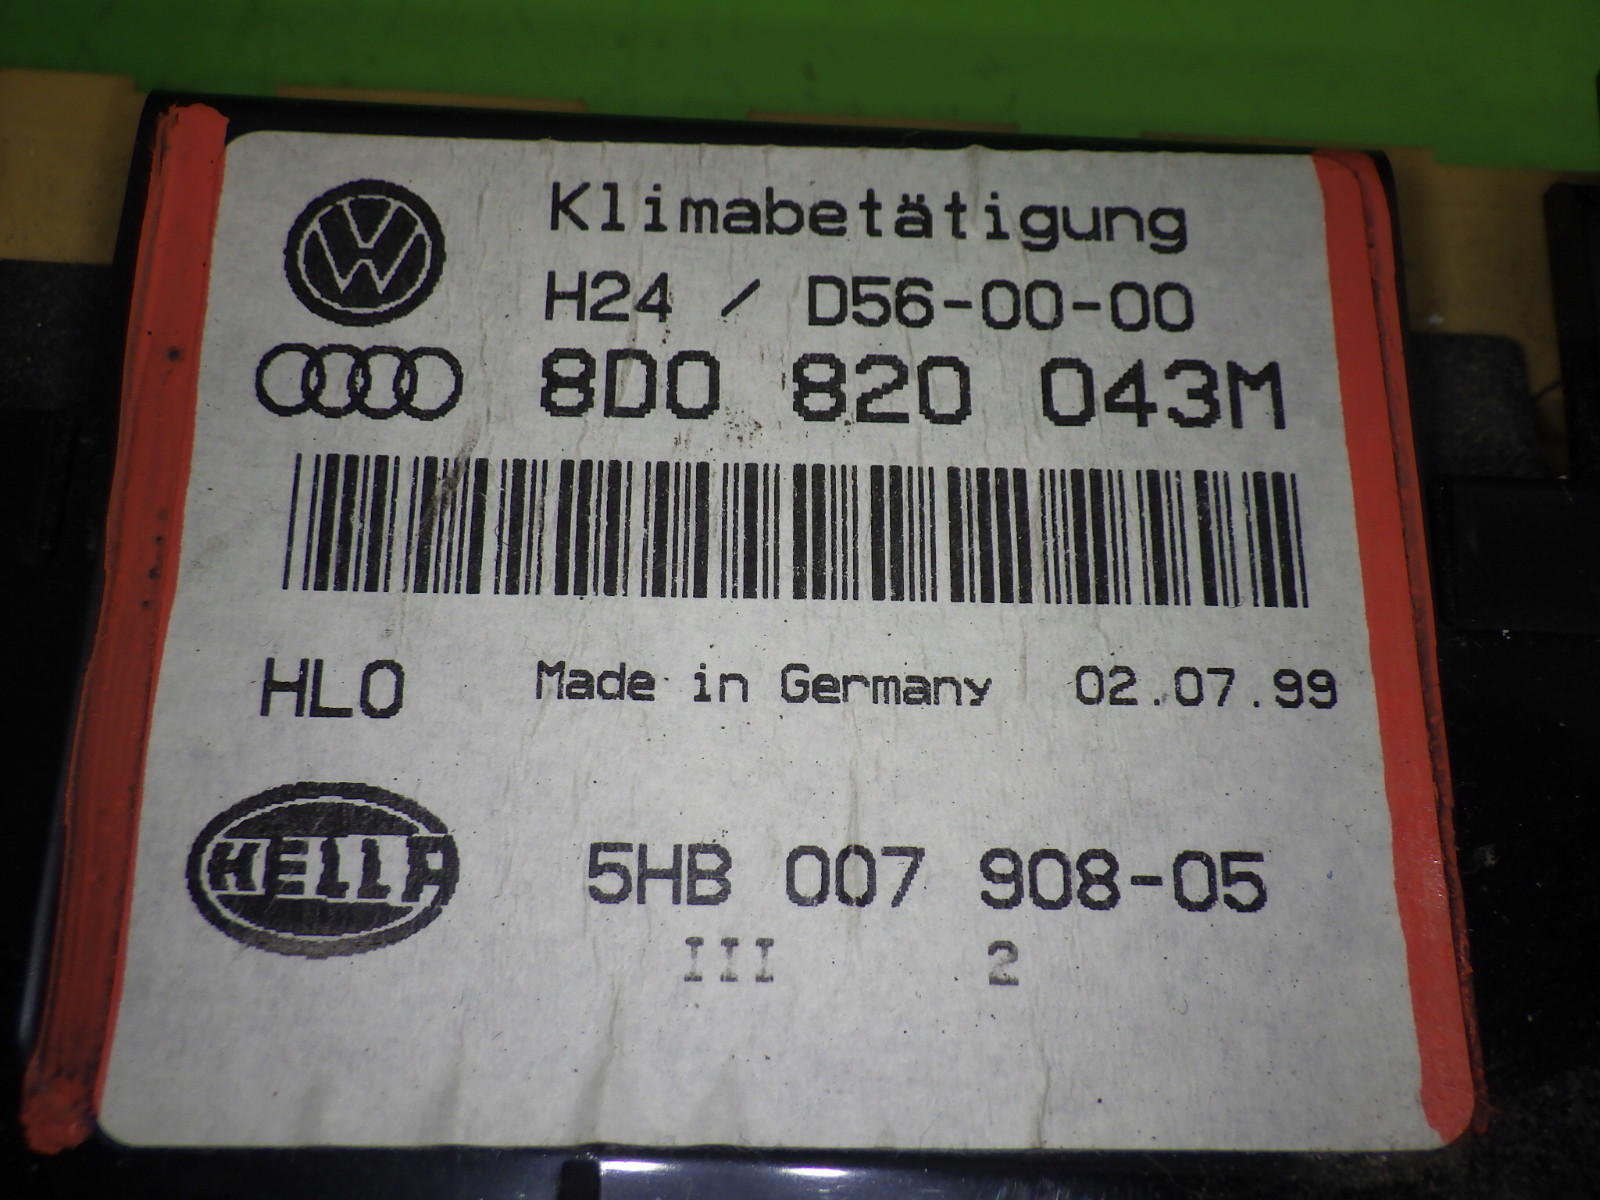 Klimabetätigung
H24 / D56-00-00
8D0 820 043M
HLO Made in Germany 02.07.99
HELLA 5HB 007 908-05
III 2